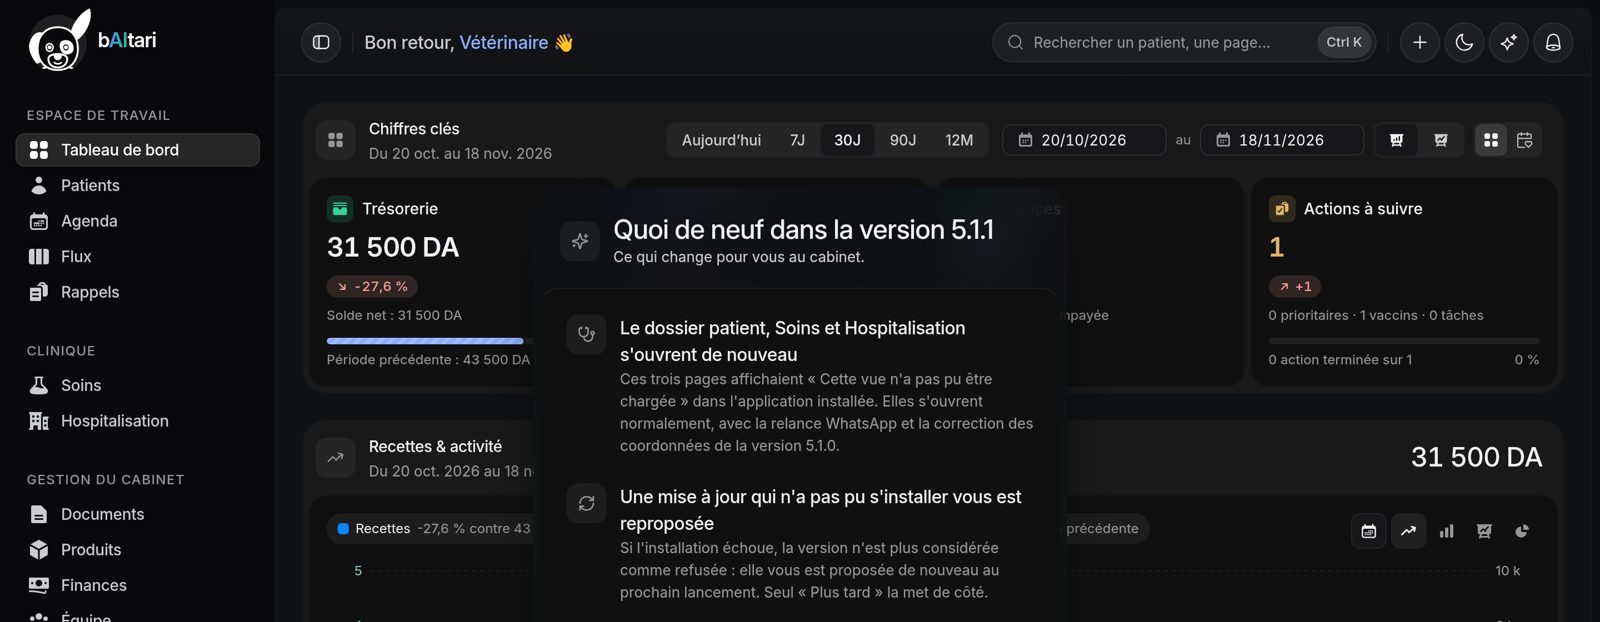 bAItari
ESPACE DE TRAVAIL
Tableau de bord
Patients
Agenda
Flux
Rappels
CLINIQUE
Soins
Hospitalisation
GESTION DU CABINET
Documents
Produits
Finances
Équipe
Bon retour, Vétérinaire 👋
Rechercher un patient, une page...
Ctrl K
Chiffres clés
Du 20 oct. au 18 nov. 2026
Aujourd'hui 7J 30J 90J 12M
20/10/2026 au 18/11/2026
Trésorerie
31 500 DA
-27,6 %
Solde net : 31 500 DA
Période précédente : 43 500 DA
Quoi de neuf dans la version 5.1.1
Ce qui change pour vous au cabinet.
Le dossier patient, Soins et Hospitalisation
s'ouvrent de nouveau
Ces trois pages affichaient « Cette vue n'a pas pu être
chargée » dans l'application installée. Elles s'ouvrent
normalement, avec la relance WhatsApp et la correction des
coordonnées de la version 5.1.0.
Une mise à jour qui n'a pas pu s'installer vous est
reproposée
Si l'installation échoue, la version n'est plus considérée
comme refusée : elle vous est proposée de nouveau au
prochain lancement. Seul « Plus tard » la met de côté.
Actions à suivre
1
+1
0 prioritaires · 1 vaccins · 0 tâches
0 action terminée sur 1 0 %
Recettes & activité
Du 20 oct. 2026 au 18 n
31 500 DA
Recettes -27,6 % contre 43
précédente
5
10 k